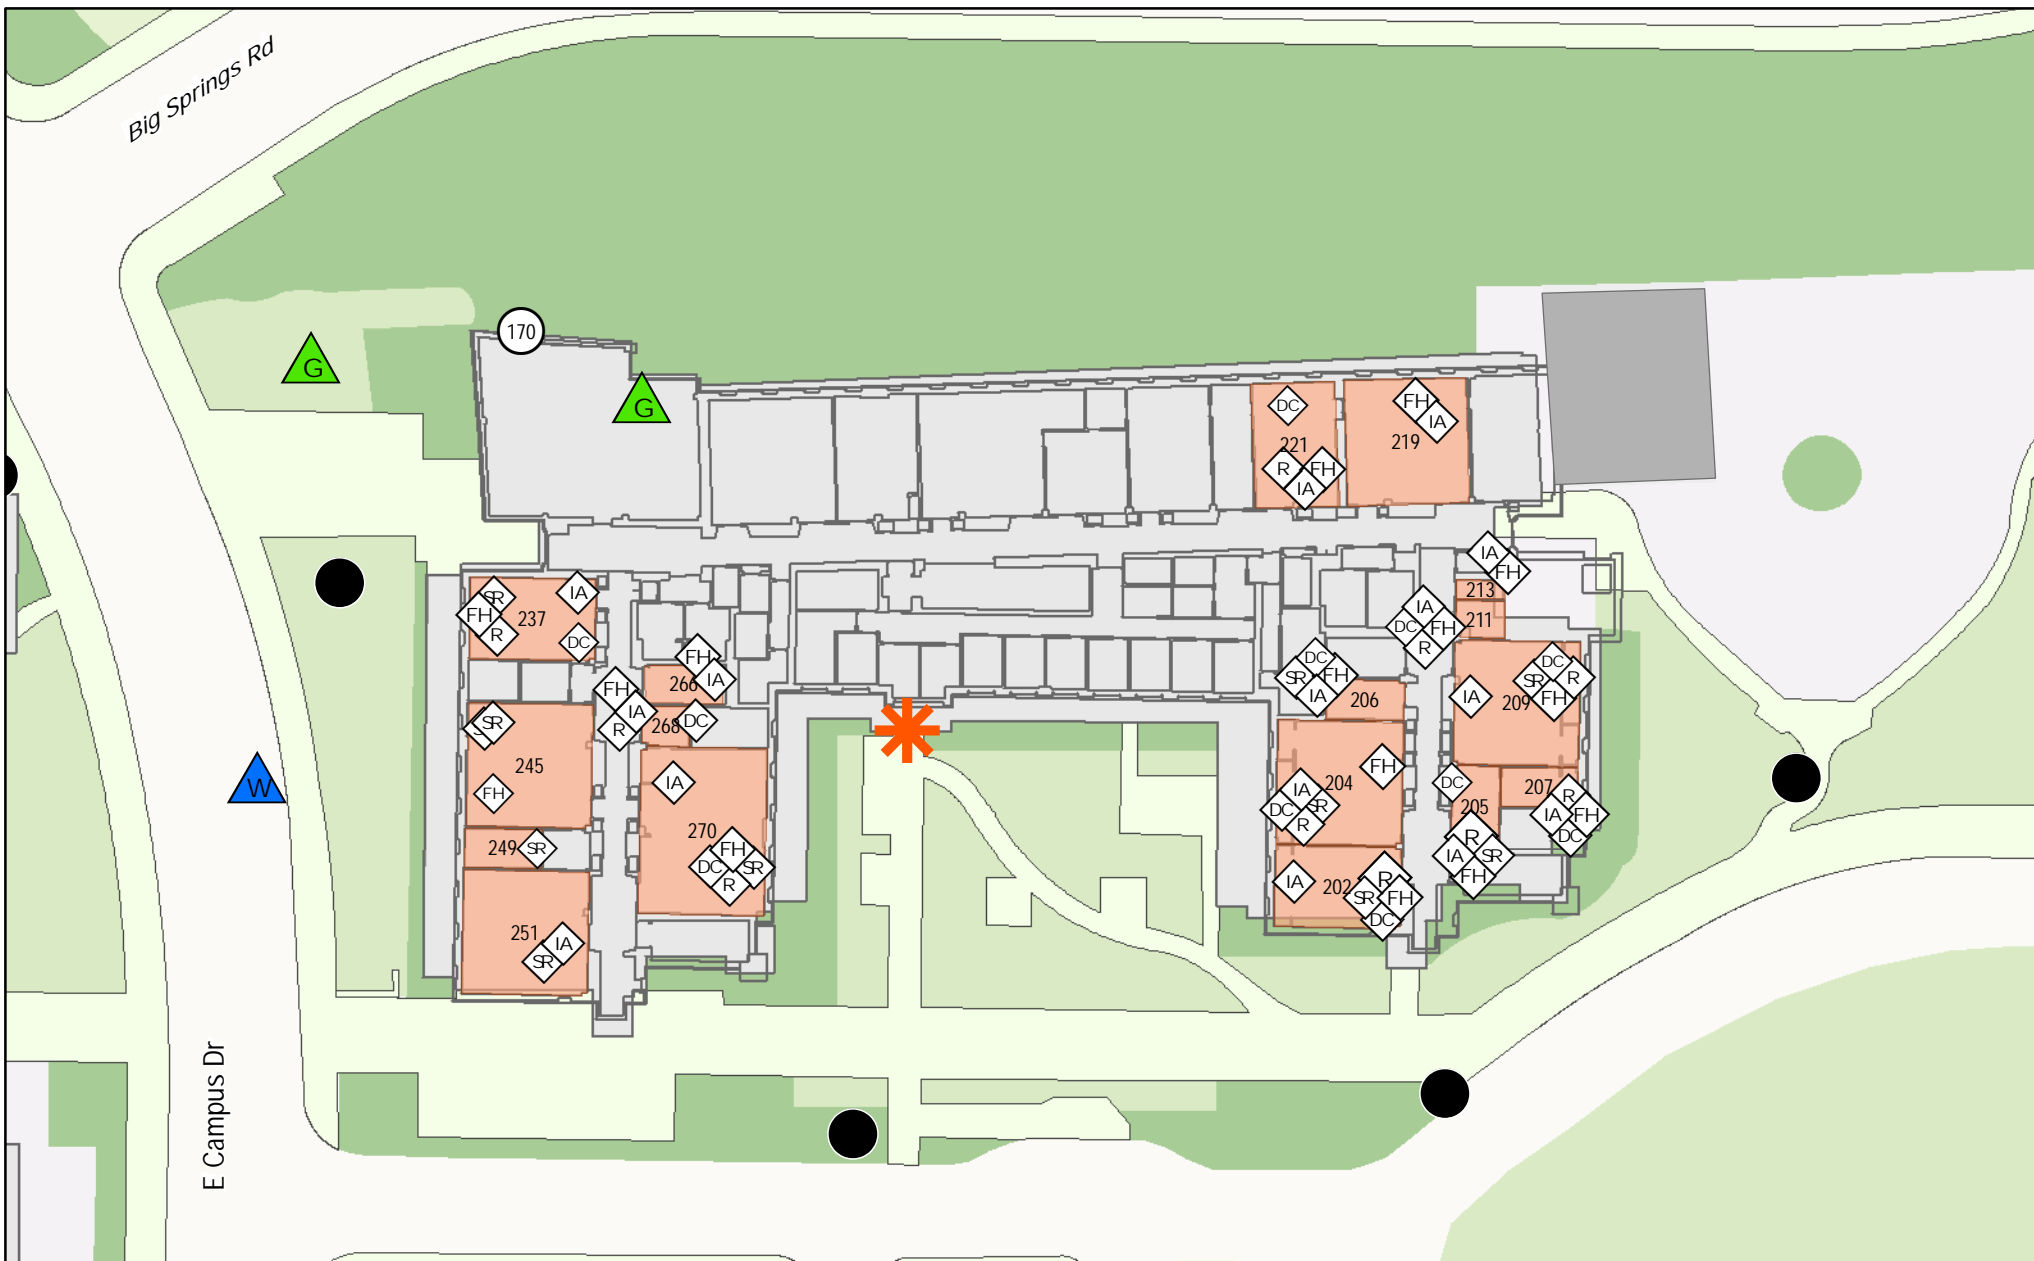 Big Springs Rd
170
G
G
DC
FH
IA
221
219
R
FH
IA
IA
FH
SR
IA
FH
237
R
DC
213
IA
211
DC
FH
R
FH
266
IA
FH
IA
R
268
DC
DC
SR
FH
IA
206
DC
SR
R
IA
209
FH
SR
245
FH
W
IA
FH
204
IA
DC
SR
R
DC
205
207
R
IA
FH
DC
249
SR
270
FH
DC
SR
R
R
IA
SR
FH
IA
202
R
SR
FH
DC
251
IA
SR
E Campus Dr